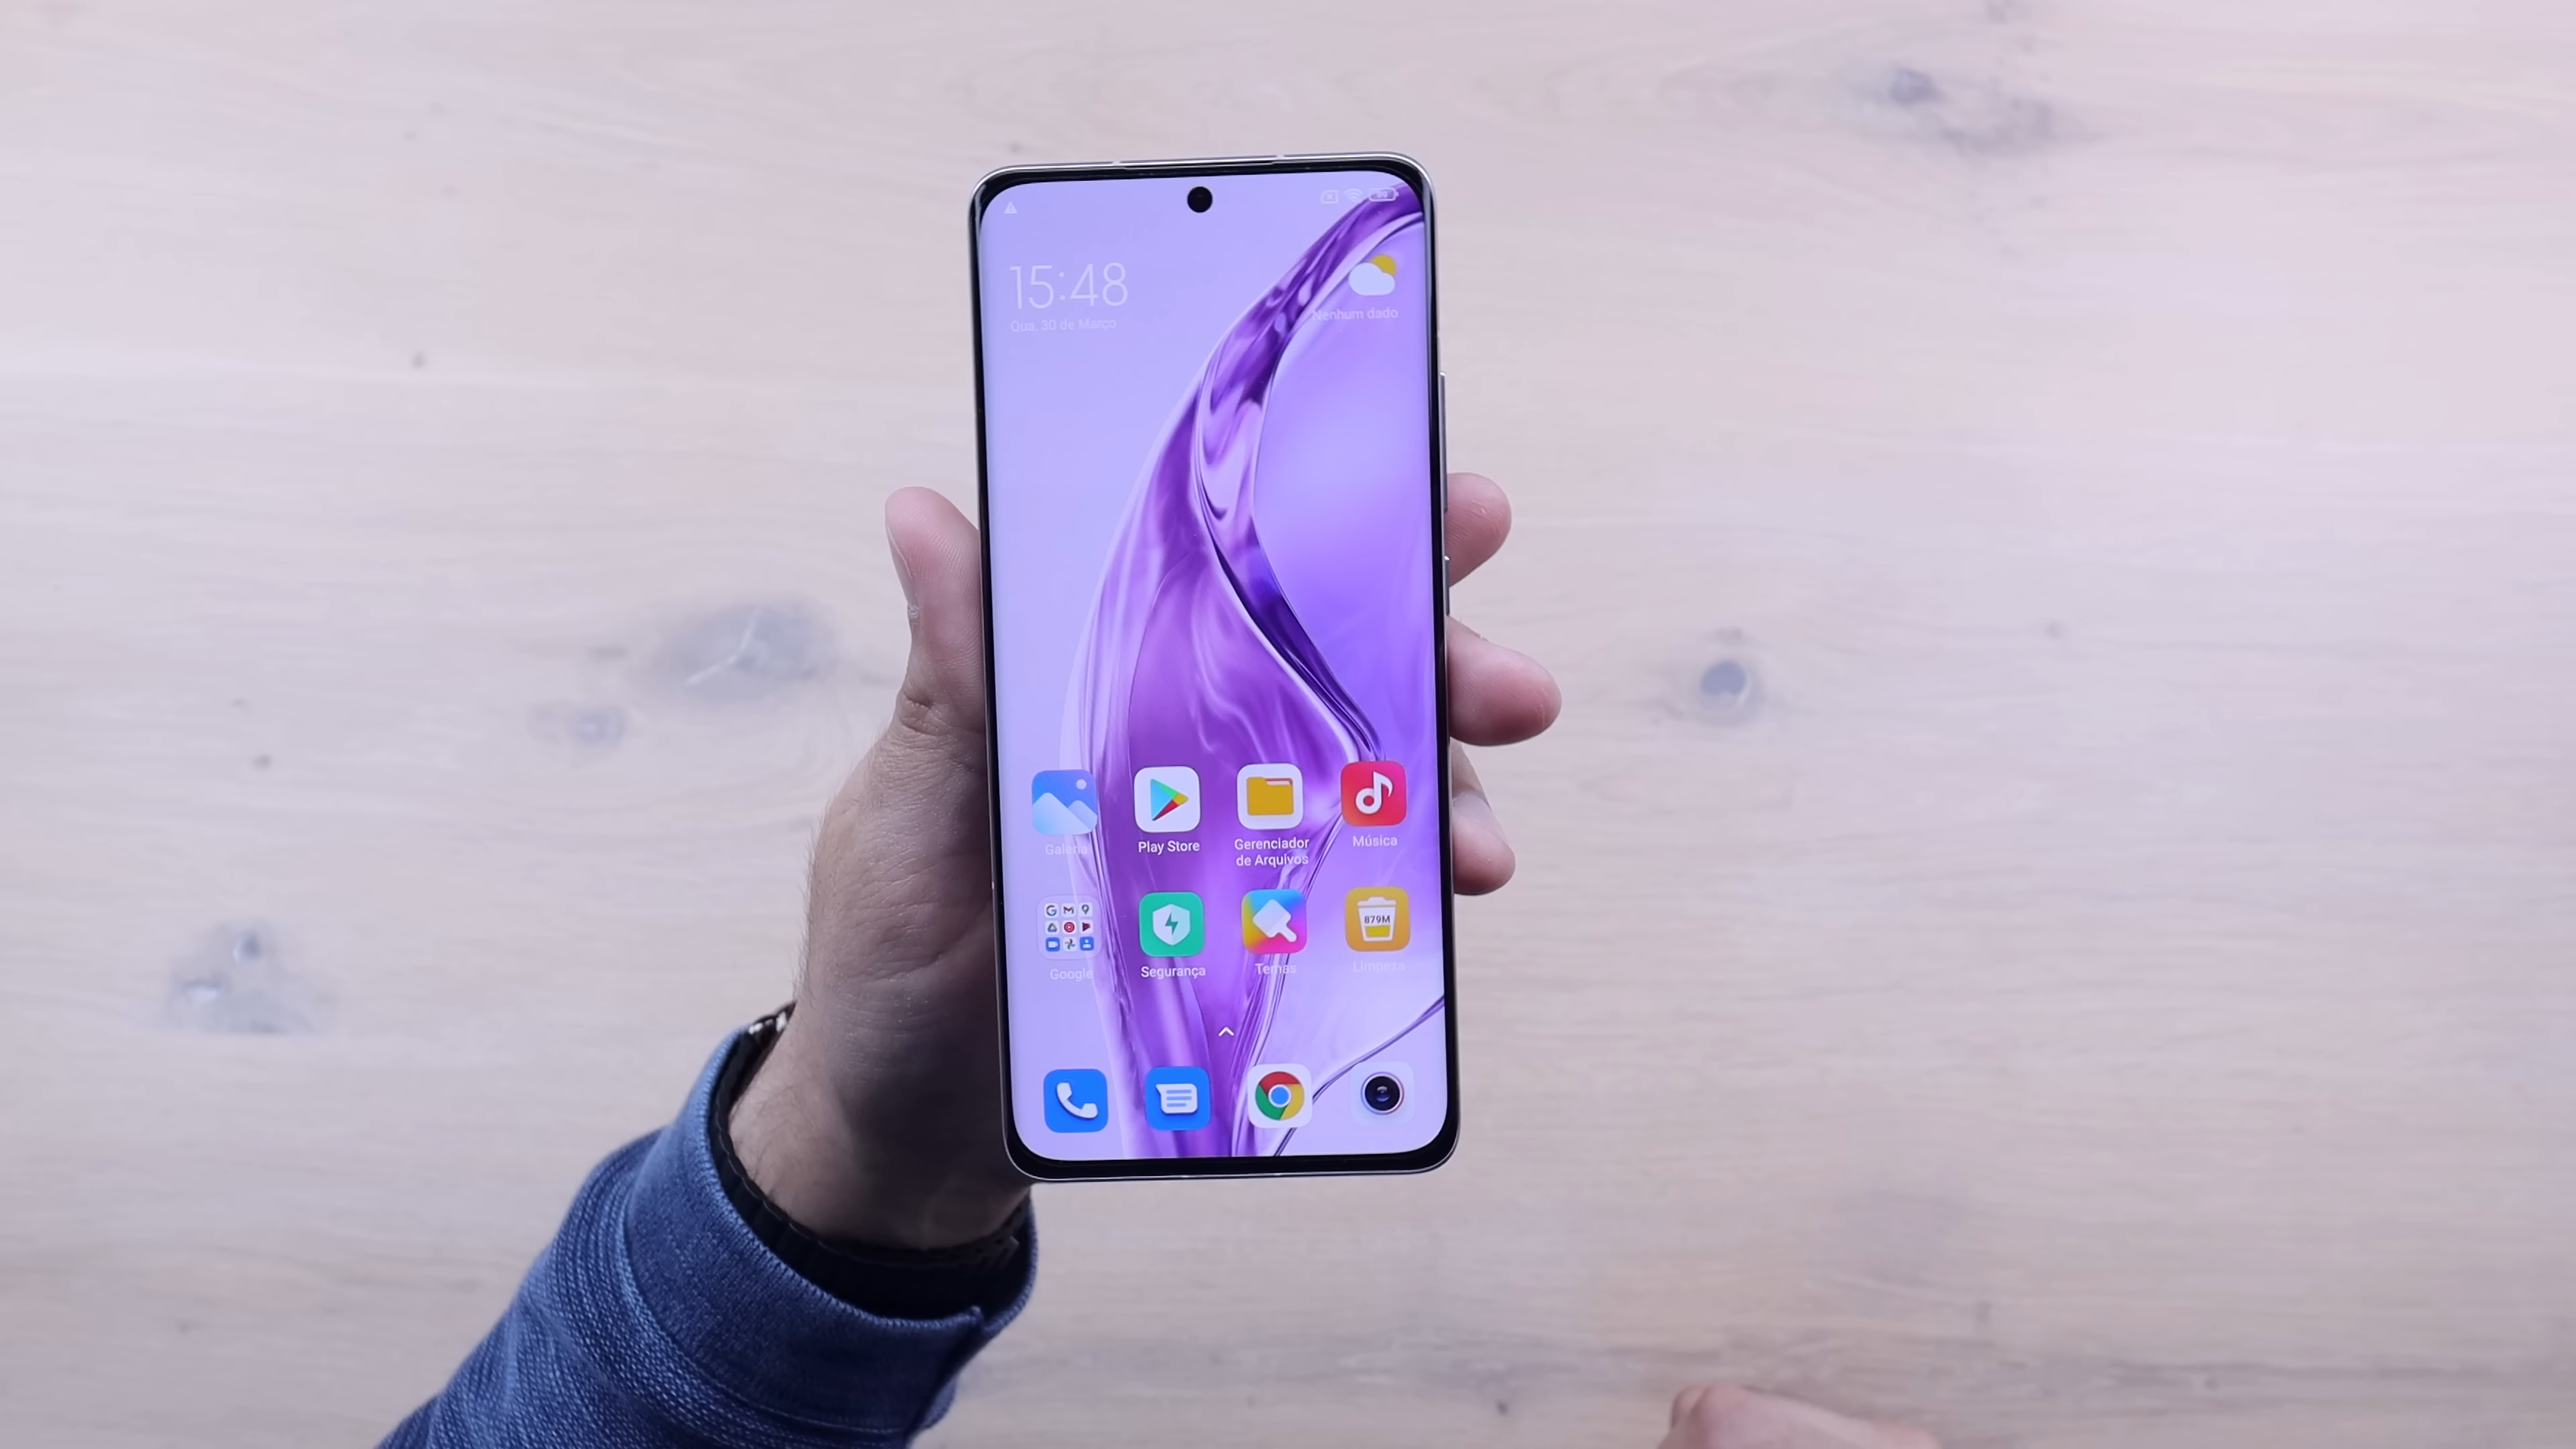 15:48
Qua, 30 de Março
Nenhum dado
Galeria
Play Store
Gerenciador
de Arquivos
Música
879M
Google
Segurança
Temas
Limpeza